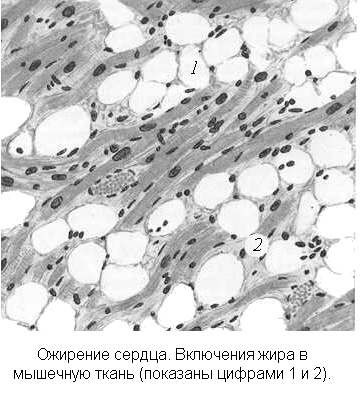 1
2
Ожирение сердца. Включения жира в
мышечную ткань (показаны цифрами 1 и 2).